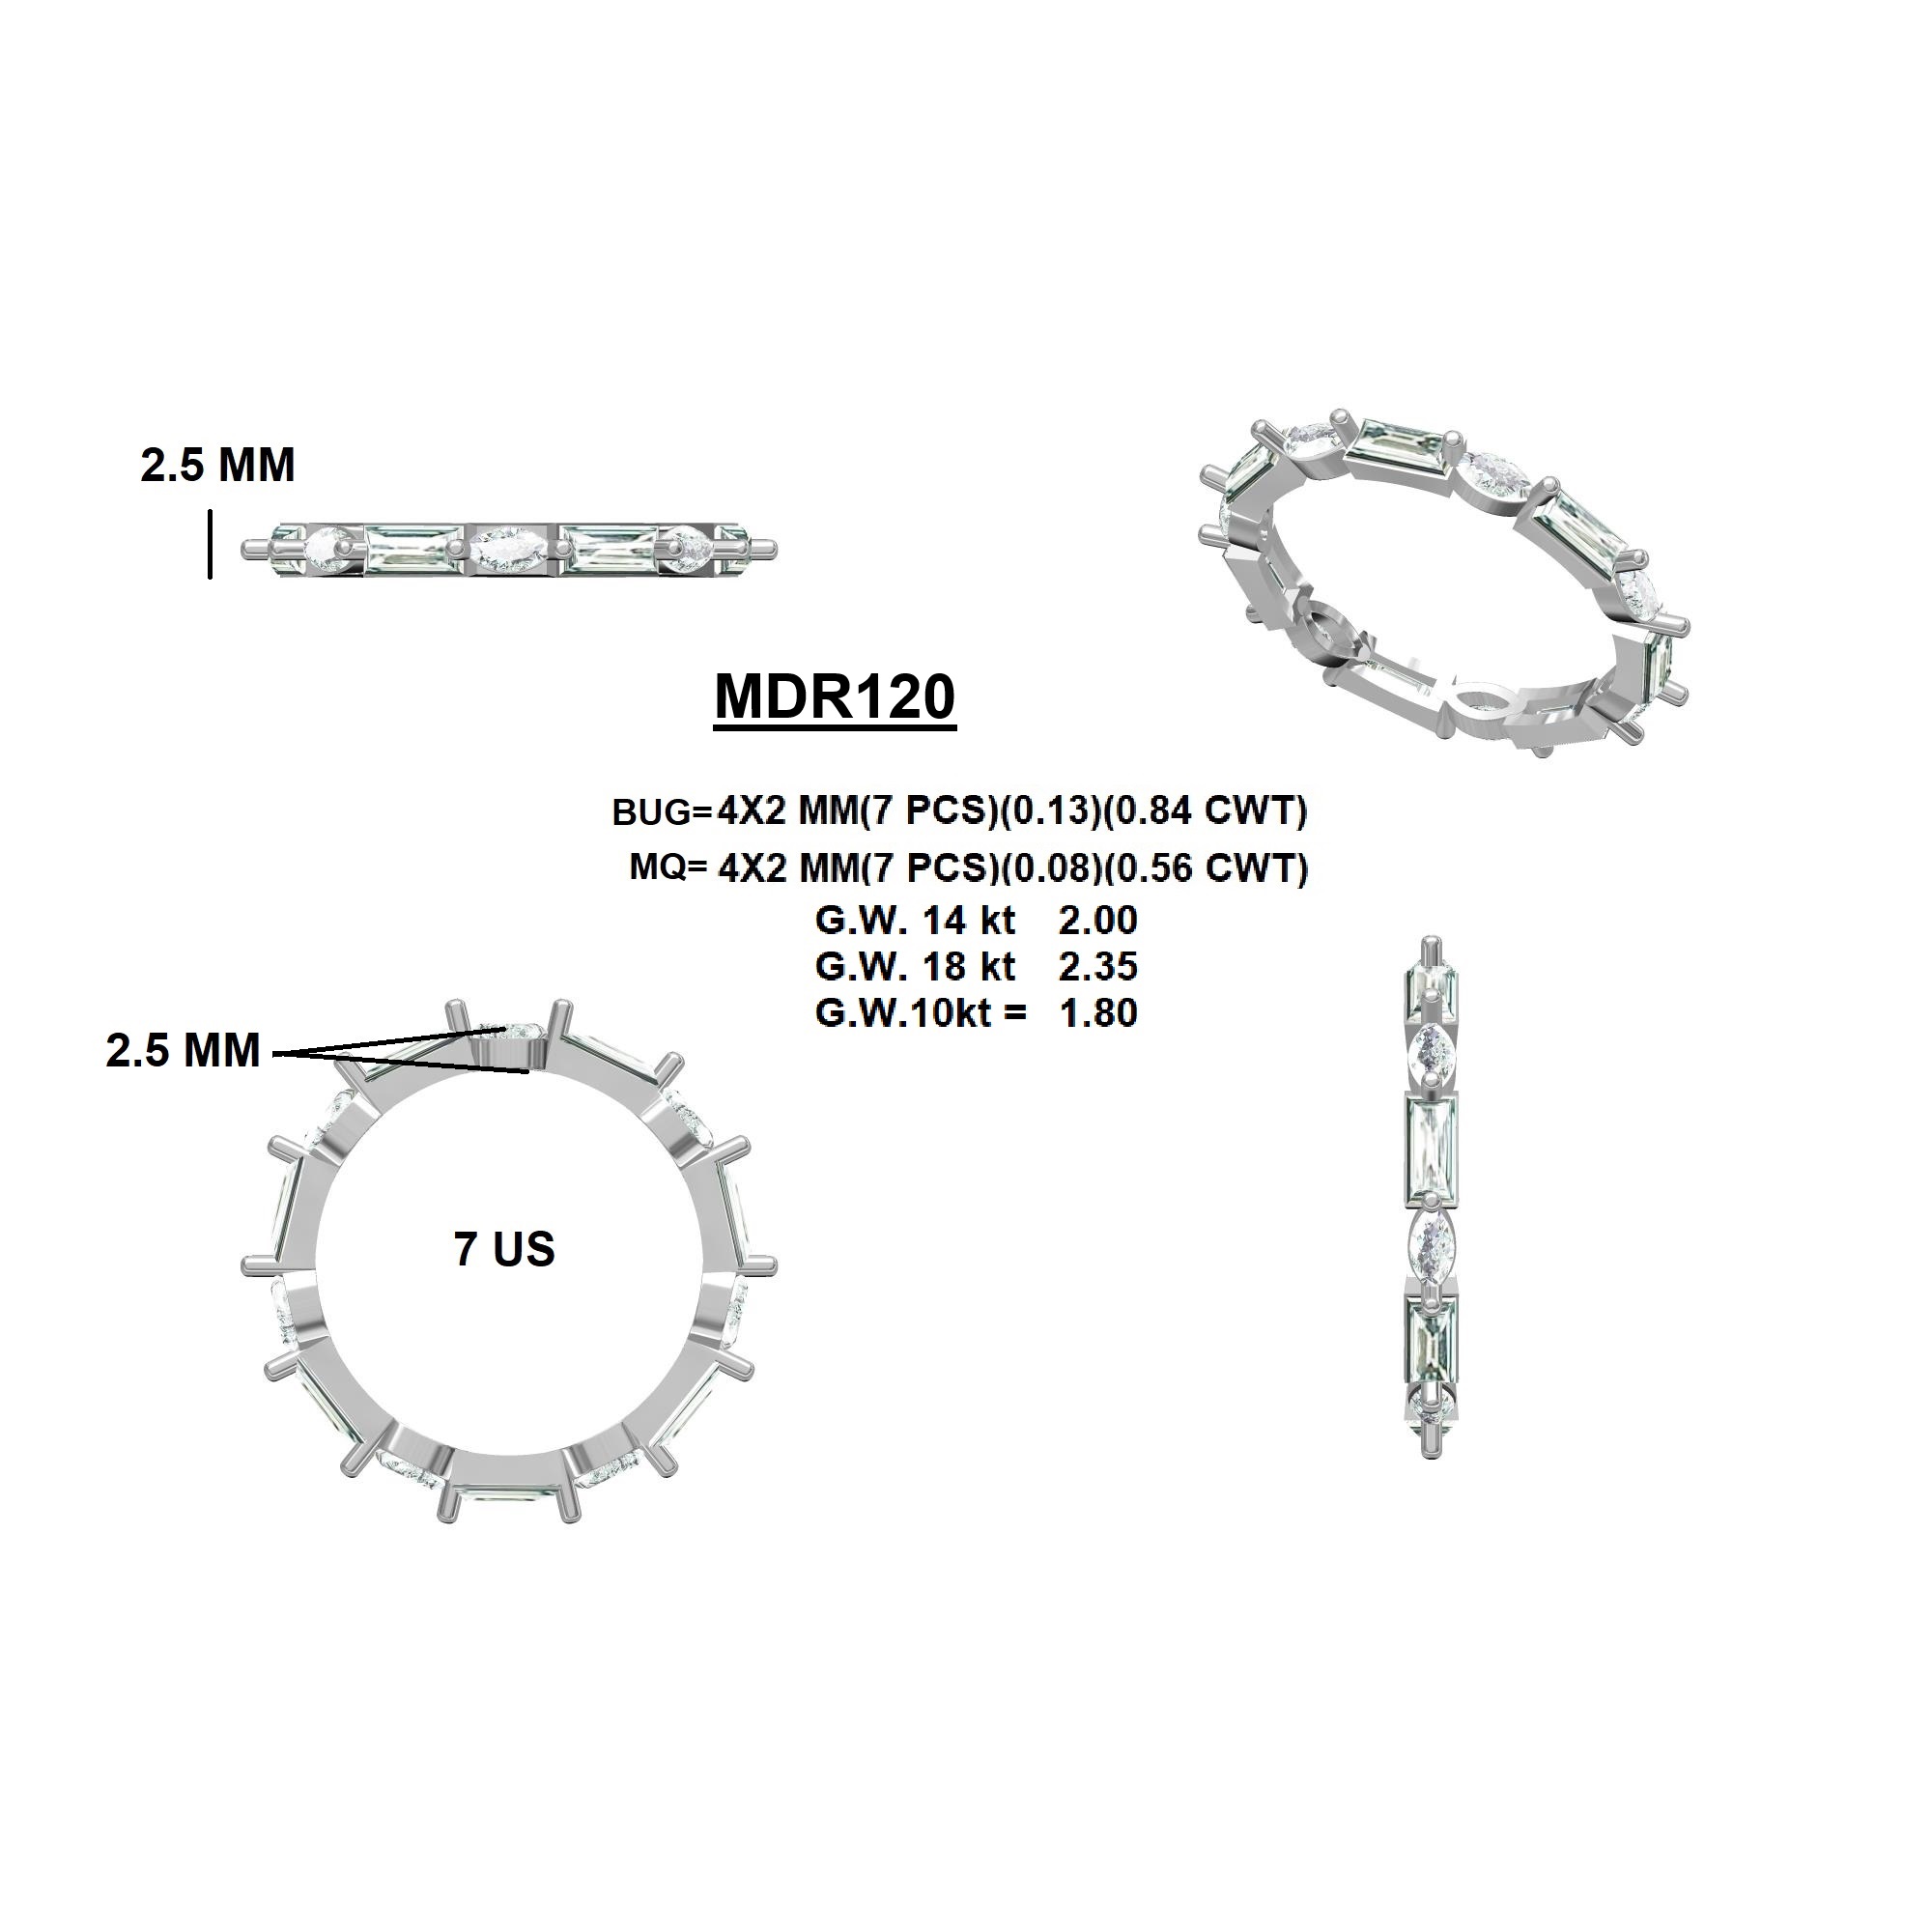 2.5 MM
MDR120
BUG= 4X2 MM(7 PCS)(0.13)(0.84 CWT)
MQ= 4X2 MM(7 PCS)(0.08)(0.56 CWT)
G.W. 14 kt 2.00
G.W. 18 kt 2.35
G.W.10kt = 1.80
2.5 MM
7 US